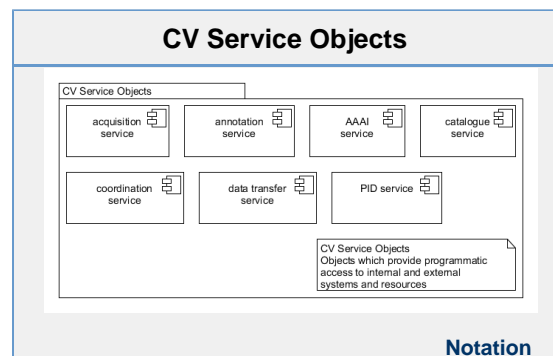 CV Service Objects
CV Service Objects
acquisition
service
annotation
service
AAAI
service
catalogue
service
coordination
service
data transfer
service
PID service
CV Service Objects
Objects which provide programmatic
access to internal and external
systems and resources
Notation